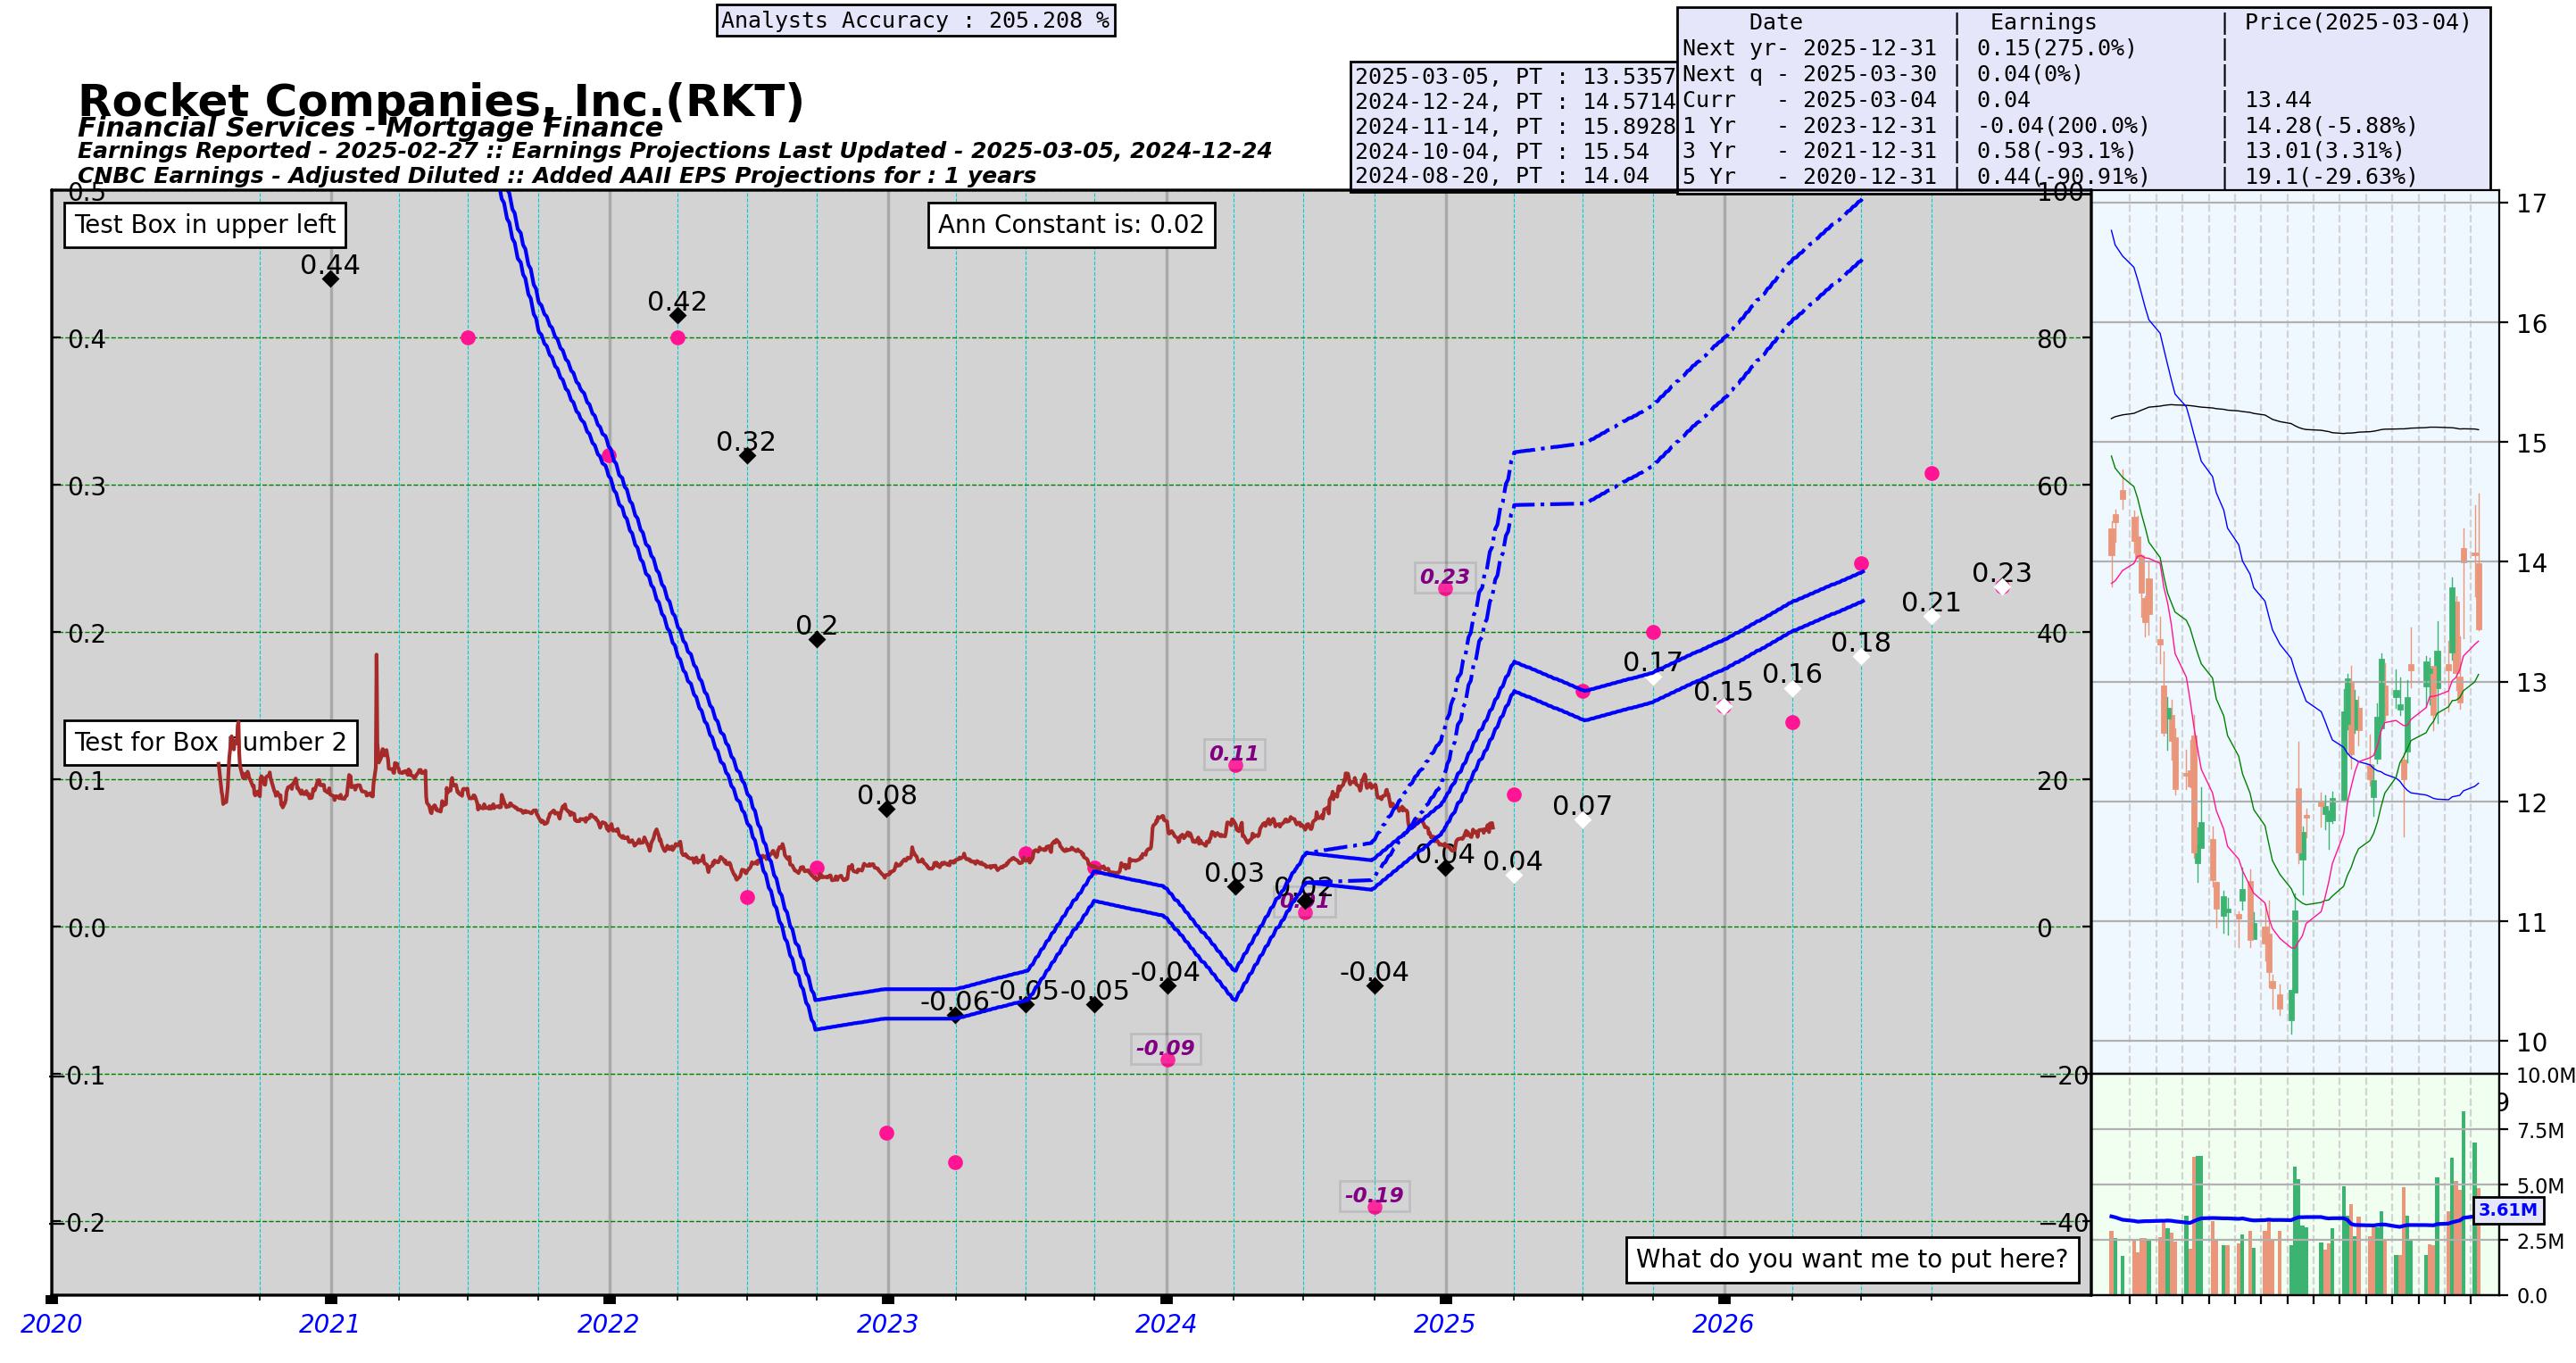 Analysts Accuracy : 205.208 %
Date | Earnings | Price(2025-03-04)
Next yr- 2025-12-31 | 0.15(275.0%) |
Next q - 2025-03-30 | 0.04(0%) |
Curr - 2025-03-04 | 0.04 | 13.44
1 Yr - 2023-12-31 | -0.04(200.0%) | 14.28(-5.88%)
3 Yr - 2021-12-31 | 0.58(-93.1%) | 13.01(3.31%)
5 Yr - 2020-12-31 | 0.44(-90.91%) | 19.1(-29.63%)
2025-03-05, PT : 13.5357
2024-12-24, PT : 14.5714
2024-11-14, PT : 15.8928
2024-10-04, PT : 15.54
2024-08-20, PT : 14.04
Rocket Companies, Inc.(RKT)
Financial Services - Mortgage Finance
Earnings Reported - 2025-02-27 :: Earnings Projections Last Updated - 2025-03-05, 2024-12-24
CNBC Earnings - Adjusted Diluted :: Added AAII EPS Projections for : 1 years
Test Box in upper left
Ann Constant is: 0.02
Test for Box umber 2
What do you want me to put here?
0.5
0.4
0.3
0.2
0.1
0.0
−0.1
−0.2
0.44
0.42
0.32
0.2
0.08
-0.06
-0.05
-0.05
-0.04
-0.09
0.03
0.11
0.02
-0.04
-0.19
0.23
0.04
0.04
0.07
0.17
0.15
0.16
0.18
0.21
0.23
100
80
60
40
20
0
−20
−40
17
16
15
14
13
12
11
10
10.0M
9
7.5M
5.0M
3.61M
2.5M
0.0
2020
2021
2022
2023
2024
2025
2026